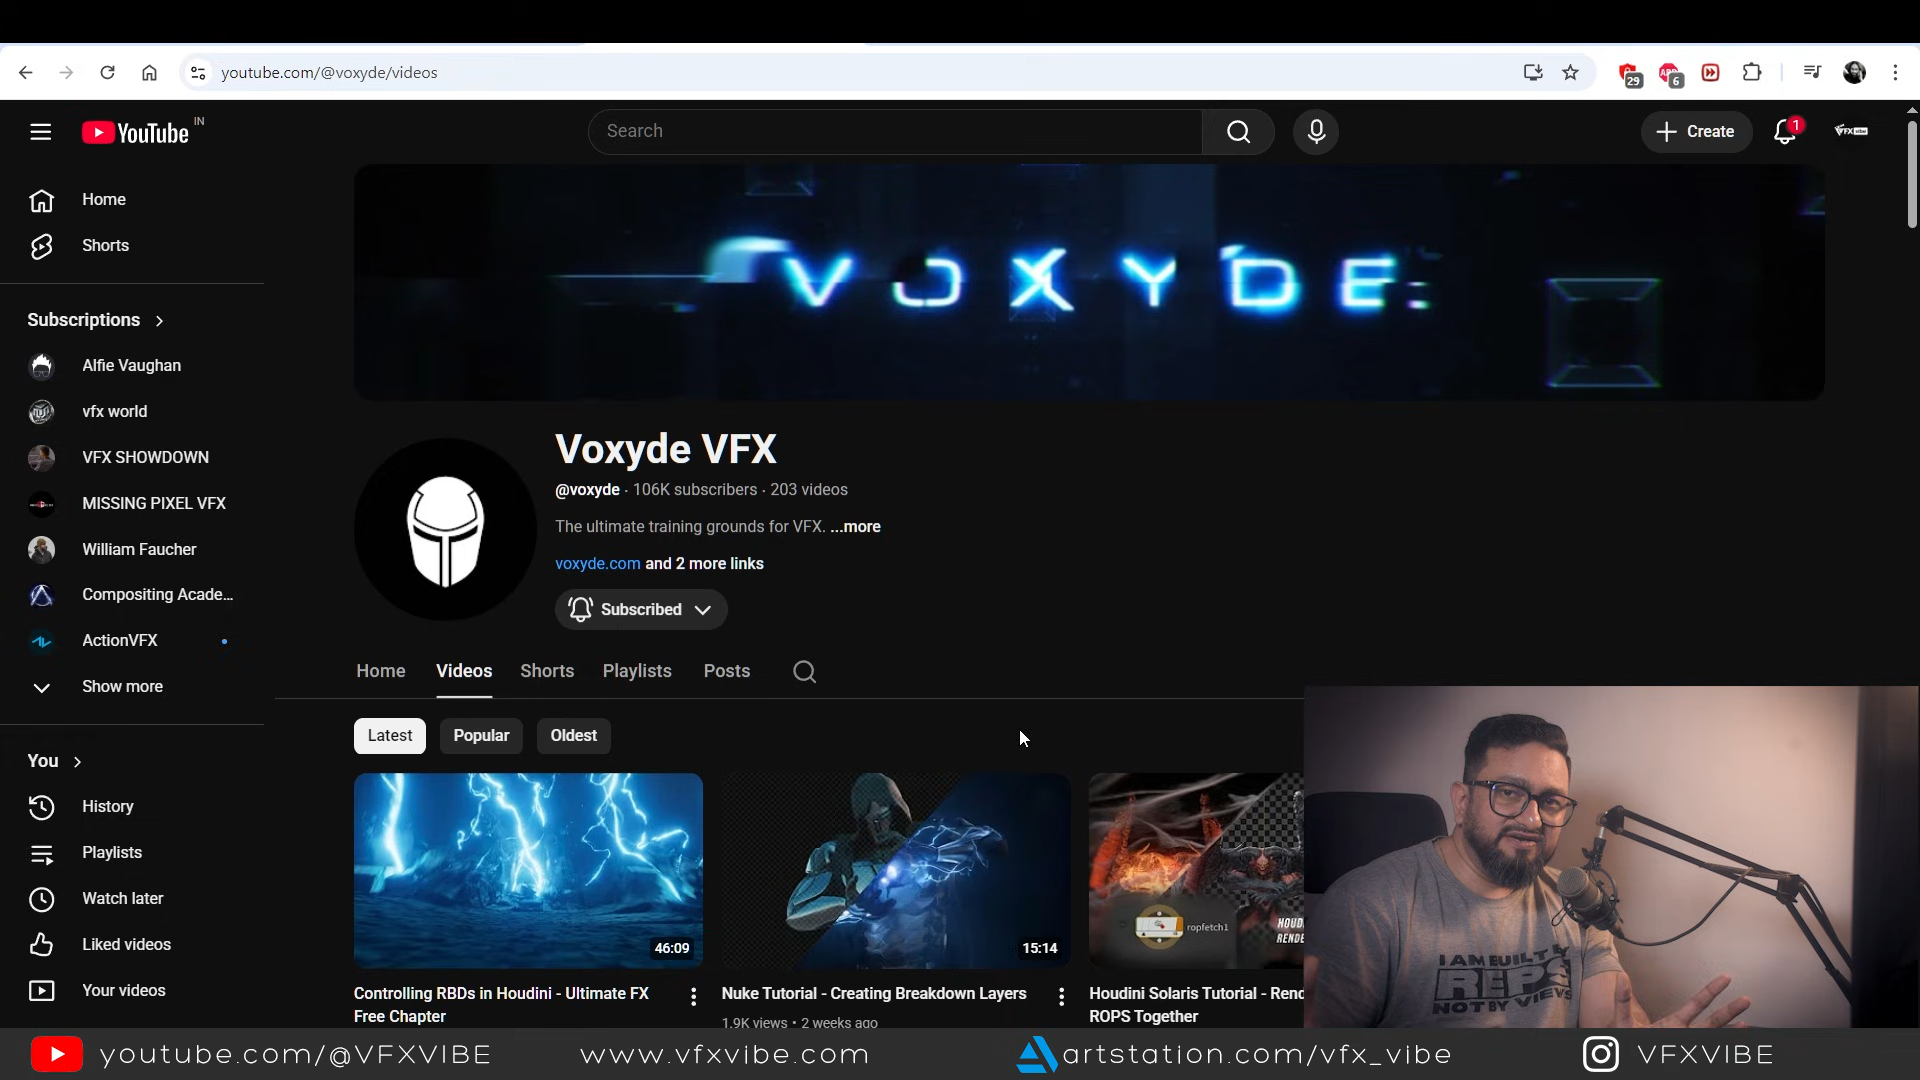 youtube.com/@voxyde/videos
29
6
YouTube
IN
Search
Create
1
VFX
VOXYDE:
Home
Shorts
Subscriptions
Alfie Vaughan
vfx world
VFX SHOWDOWN
MISSING PIXEL VFX
William Faucher
Compositing Acade...
ActionVFX
Show more
You
History
Playlists
Watch later
Liked videos
Your videos
Voxyde VFX
@voxyde · 106K subscribers · 203 videos
The ultimate training grounds for VFX. ...more
voxyde.com and 2 more links
Subscribed
Home Videos Shorts Playlists Posts
Latest Popular Oldest
46:09
15:14
ropfetch1
Controlling RBDs in Houdini - Ultimate FX
Free Chapter
Nuke Tutorial - Creating Breakdown Layers
1.9K views · 2 weeks ago
Houdini Solaris Tutorial - Rend
ROPS Together
I AM BUILT BY
REPS
NOT BY VIEWS
youtube.com/@VFXVIBE
www.vfxvibe.com
artstation.com/vfx_vibe
VFXVIBE